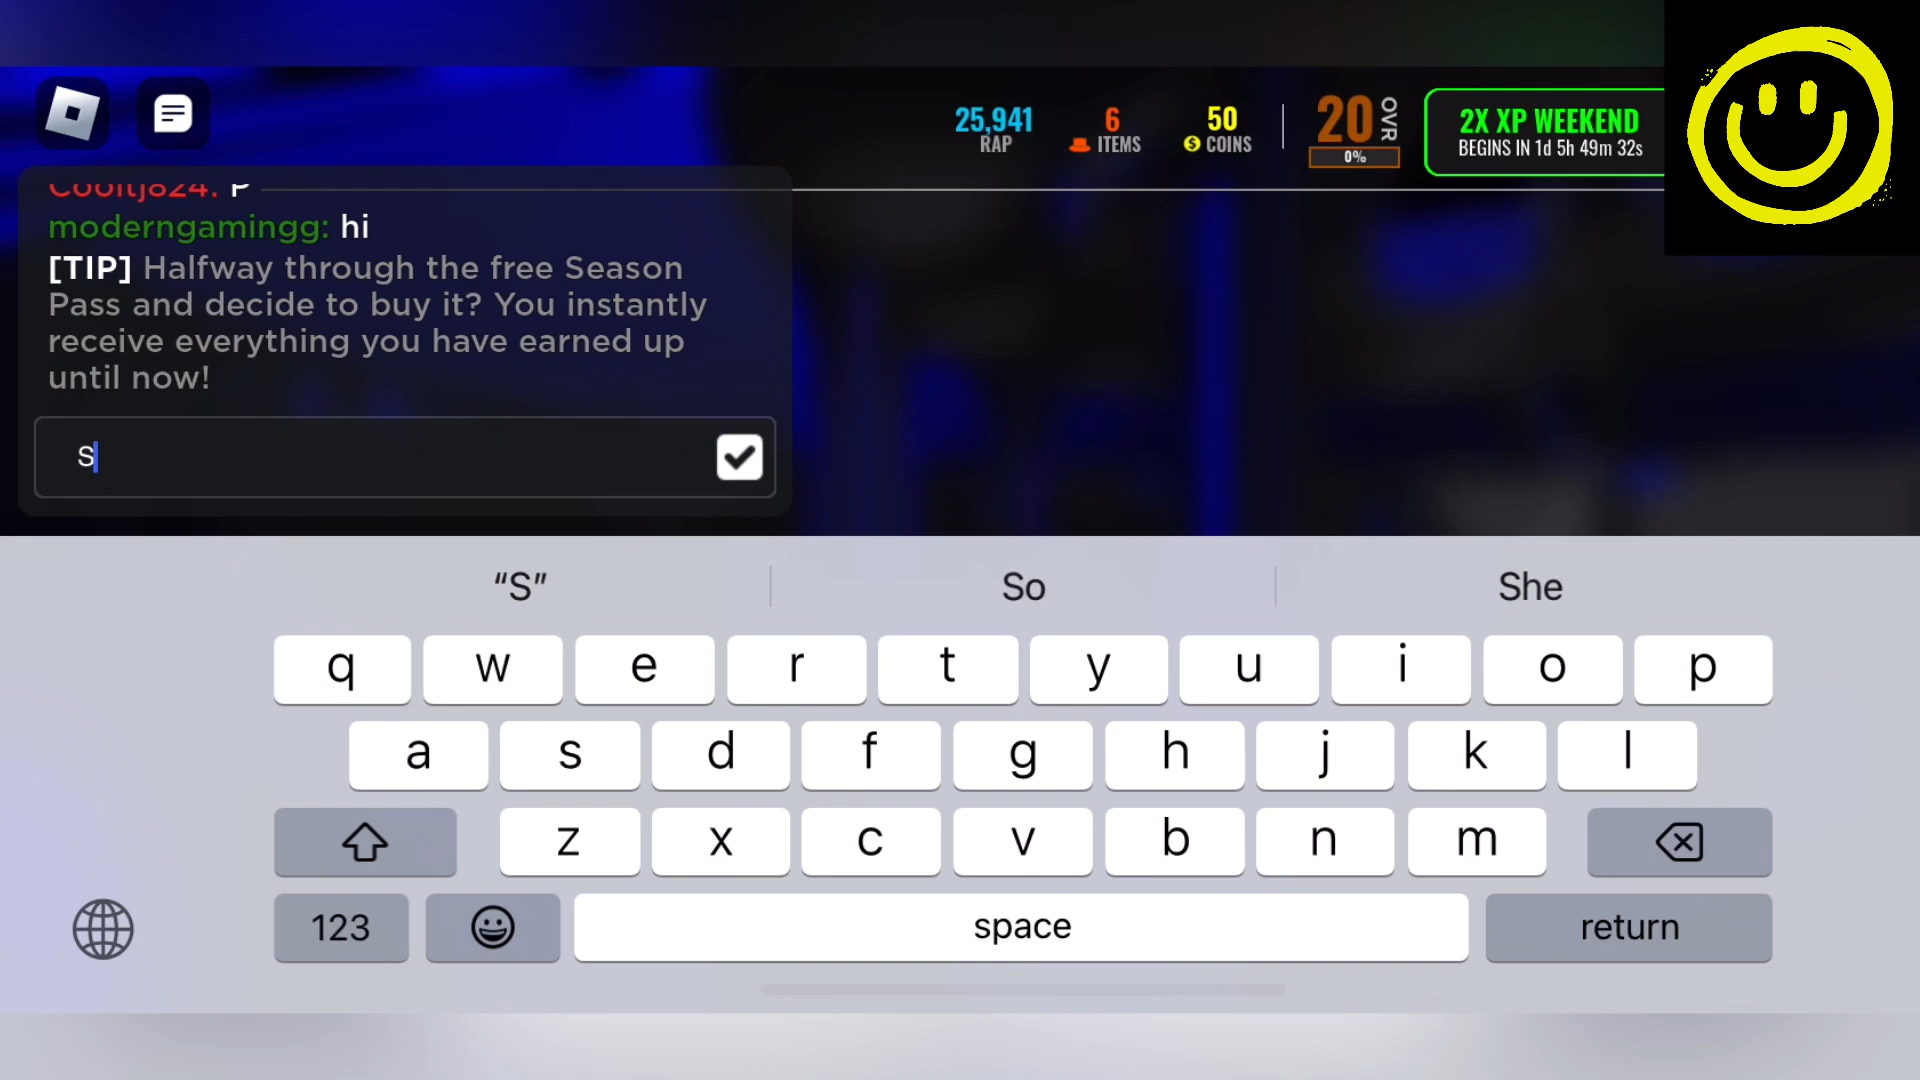 25,941
RAP
6
ITEMS
50
COINS
20
OVR
0%
2X XP WEEKEND
BEGINS IN 1d 5h 49m 32s
Cooltj824: P
moderngamingg: hi
[TIP] Halfway through the free Season
Pass and decide to buy it? You instantly
receive everything you have earned up
until now!
S
“S” So She
q w e r t y u i o p
a s d f g h j k l
z x c v b n m
123 space return